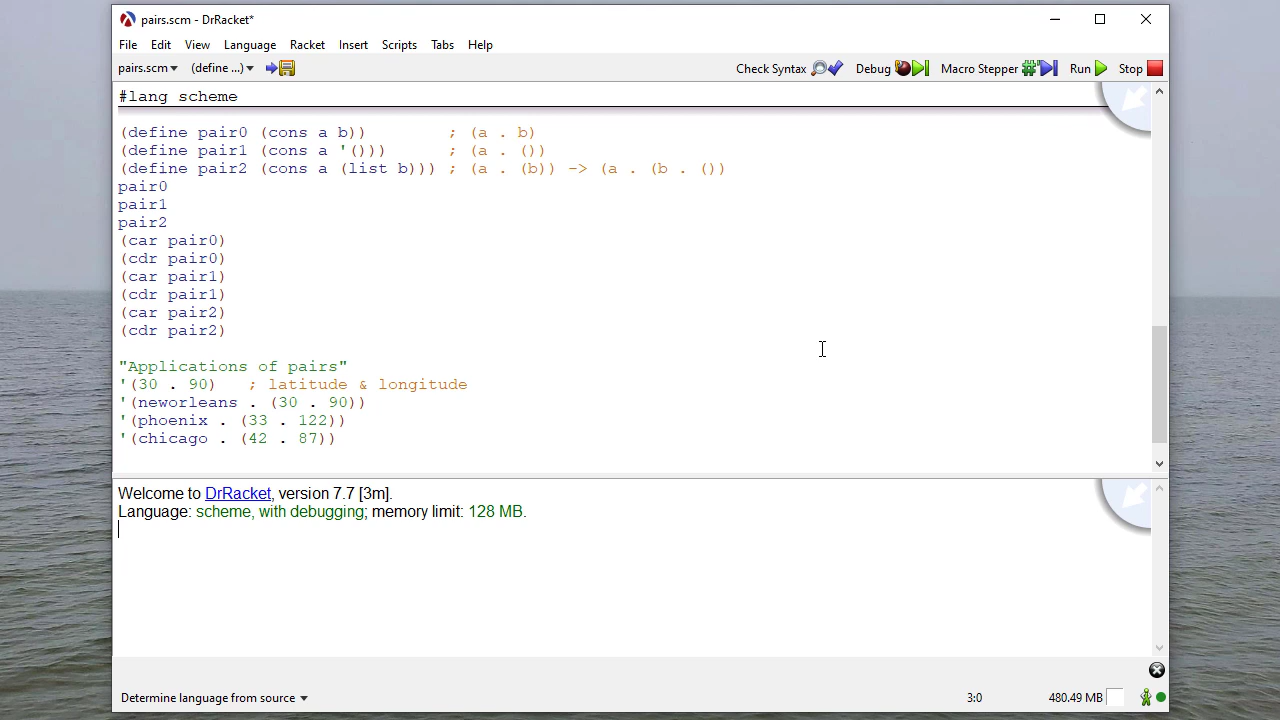 pairs.scm - DrRacket*
File Edit View Language Racket Insert Scripts Tabs Help
pairs.scm (define ...) Check Syntax Debug Macro Stepper Run Stop
#lang scheme
(define pair0 (cons a b)) ; (a . b)
(define pair1 (cons a '())) ; (a . ())
(define pair2 (cons a (list b))) ; (a . (b)) -> (a . (b . ())
pair0
pair1
pair2
(car pair0)
(cdr pair0)
(car pair1)
(cdr pair1)
(car pair2)
(cdr pair2)
"Applications of pairs"
'(30 . 90) ; latitude & longitude
'(neworleans . (30 . 90))
'(phoenix . (33 . 122))
'(chicago . (42 . 87))
Welcome to DrRacket, version 7.7 [3m].
Language: scheme, with debugging; memory limit: 128 MB.
Determine language from source 3:0 480.49 MB